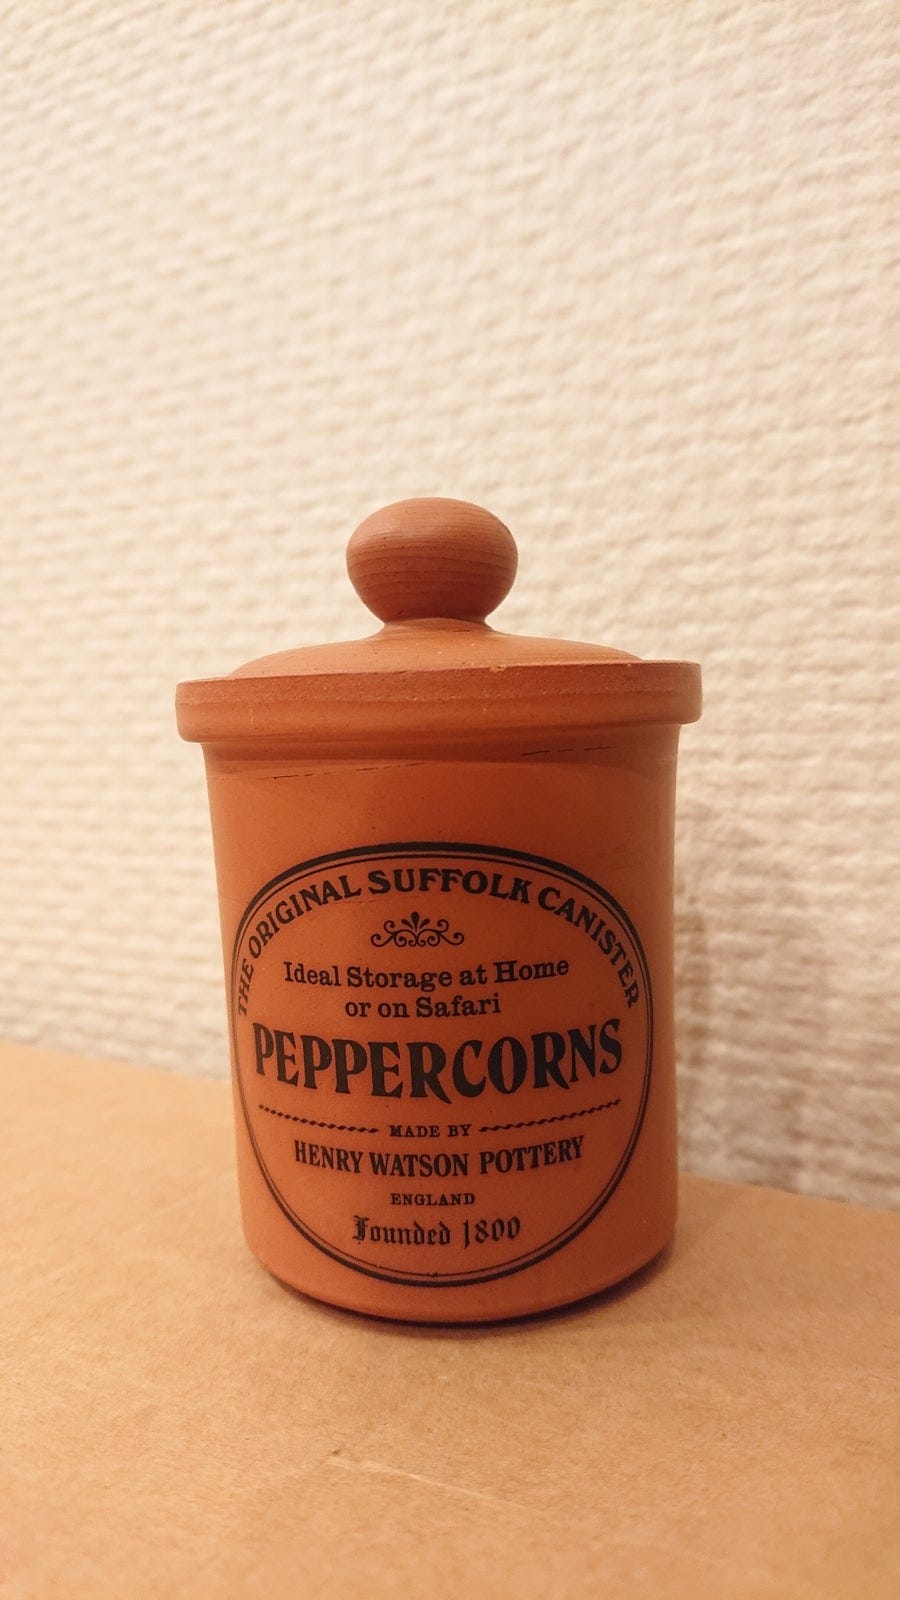 THE ORIGINAL SUFFOLK CANISTER
Ideal Storage at Home
or on Safari
PEPPERCORNS
MADE BY
HENRY WATSON POTTERY
ENGLAND
Founded 1800